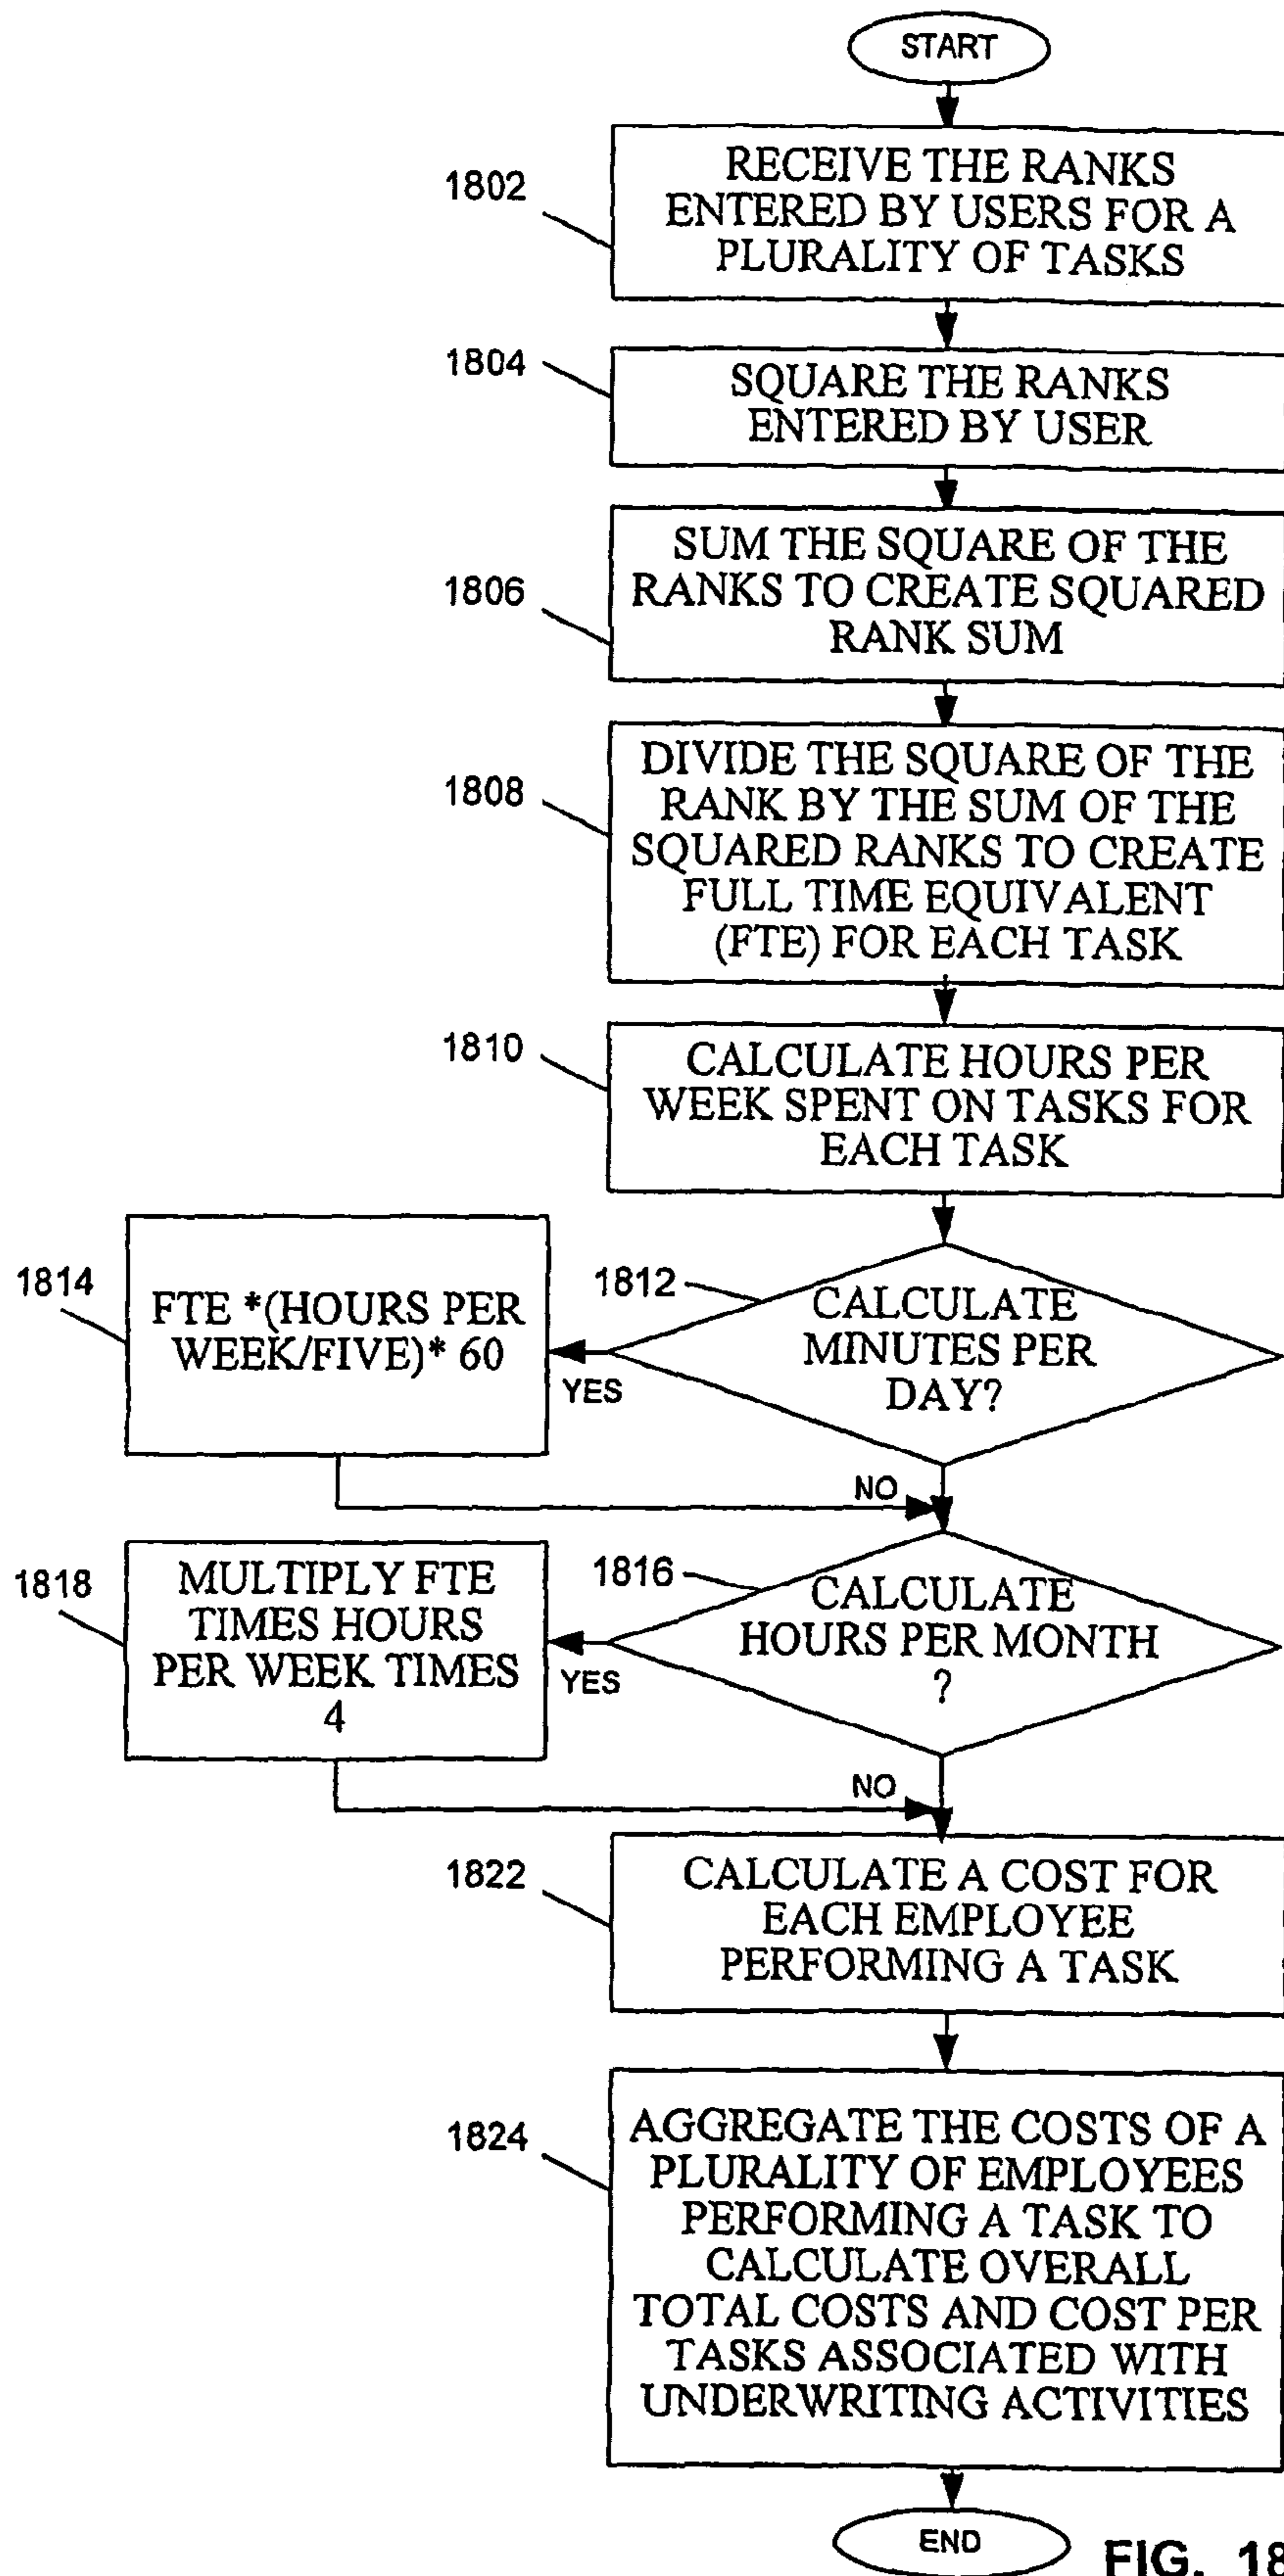 START
1802
RECEIVE THE RANKS
ENTERED BY USERS FOR A
PLURALITY OF TASKS
1804
SQUARE THE RANKS
ENTERED BY USER
1806
SUM THE SQUARE OF THE
RANKS TO CREATE SQUARED
RANK SUM
1808
DIVIDE THE SQUARE OF THE
RANK BY THE SUM OF THE
SQUARED RANKS TO CREATE
FULL TIME EQUIVALENT
(FTE) FOR EACH TASK
1810
CALCULATE HOURS PER
WEEK SPENT ON TASKS FOR
EACH TASK
1812
CALCULATE
MINUTES PER
DAY?
YES
1814
FTE *(HOURS PER
WEEK/FIVE)* 60
NO
1816
CALCULATE
HOURS PER MONTH
?
YES
1818
MULTIPLY FTE
TIMES HOURS
PER WEEK TIMES
4
NO
1822
CALCULATE A COST FOR
EACH EMPLOYEE
PERFORMING A TASK
1824
AGGREGATE THE COSTS OF A
PLURALITY OF EMPLOYEES
PERFORMING A TASK TO
CALCULATE OVERALL
TOTAL COSTS AND COST PER
TASKS ASSOCIATED WITH
UNDERWRITING ACTIVITIES
END
FIG. 18